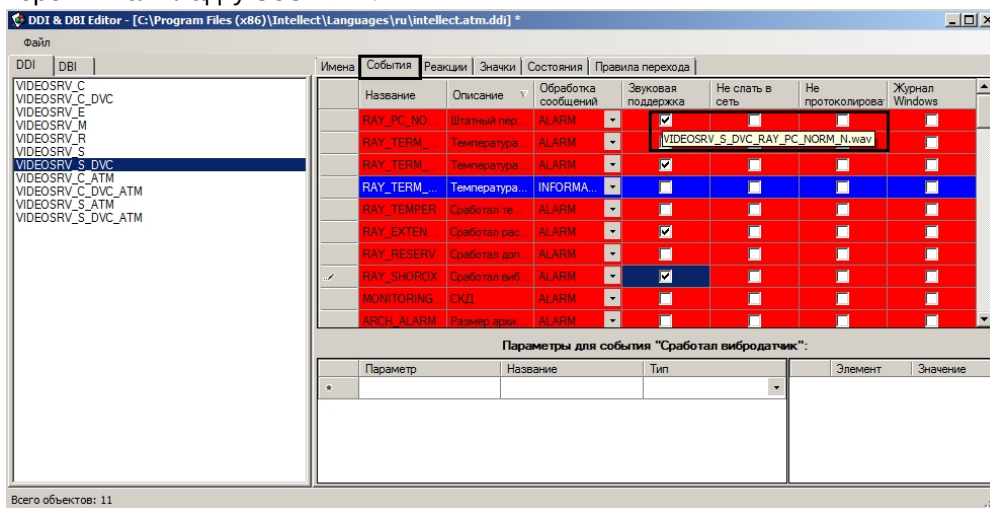 DDI & DBI Editor - [C:\Program Files (x86)\Intellect\Languages\ru\intellect.atm.ddi] *
Файл
DDI DBI
VIDEOSRV_C
VIDEOSRV_C_DVC
VIDEOSRV_E
VIDEOSRV_M
VIDEOSRV_R
VIDEOSRV_S
VIDEOSRV_S_DVC
VIDEOSRV_C_ATM
VIDEOSRV_C_DVC_ATM
VIDEOSRV_S_ATM
VIDEOSRV_S_DVC_ATM
Имена События Реакции Значки Состояния Правила перехода
Название Описание Обработка сообщений Звуковая поддержка Не слать в сеть Не протоколирова Журнал Windows
RAY_PC_NO... Штатный пер... ALARM
VIDEOSRV_S_DVC_RAY_PC_NORM_N.wav
RAY_TERM_... Температура... ALARM
RAY_TERM_... Температура... ALARM
RAY_TERM_... Температура... INFORMA...
RAY_TEMPER Сработал те... ALARM
RAY_EXTEN... Сработал рас... ALARM
RAY_RESERV Сработал доп... ALARM
RAY_SHOROX Сработал виб... ALARM
MONITORING... СКД ALARM
ARCH_ALARM Размер архи... ALARM
Параметры для события "Сработал вибродатчик":
Параметр Название Тип
Элемент Значение
Всего объектов: 11